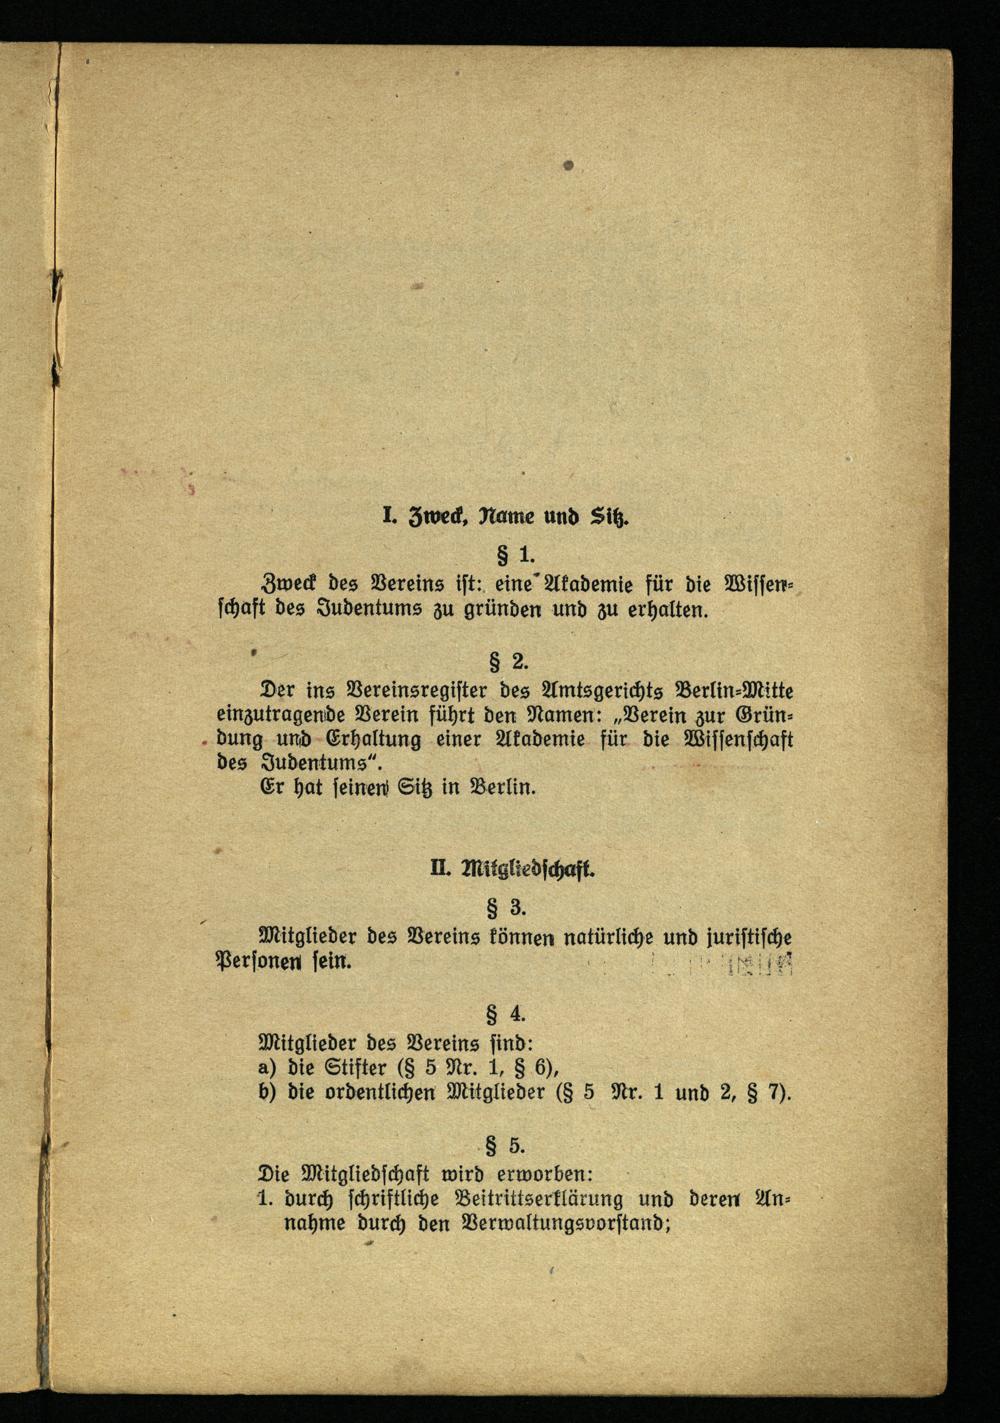 I. Zweck, Name und Sitz.
§ 1.
Zweck des Vereins ist: eine Akademie für die Wissen-
schaft des Judentums zu gründen und zu erhalten.
§ 2.
Der ins Vereinsregister des Amtsgerichts Berlin-Mitte
einzutragende Verein führt den Namen: „Verein zur Grün-
dung und Erhaltung einer Akademie für die Wissenschaft
des Judentums“.
Er hat seinen Sitz in Berlin.
II. Mitgliedschaft.
§ 3.
Mitglieder des Vereins können natürliche und juristische
Personen sein.
§ 4.
Mitglieder des Vereins sind:
a) die Stifter (§ 5 Nr. 1, § 6),
b) die ordentlichen Mitglieder (§ 5 Nr. 1 und 2, § 7).
§ 5.
Die Mitgliedschaft wird erworben:
1. durch schriftliche Beitrittserklärung und deren An-
nahme durch den Verwaltungsvorstand;